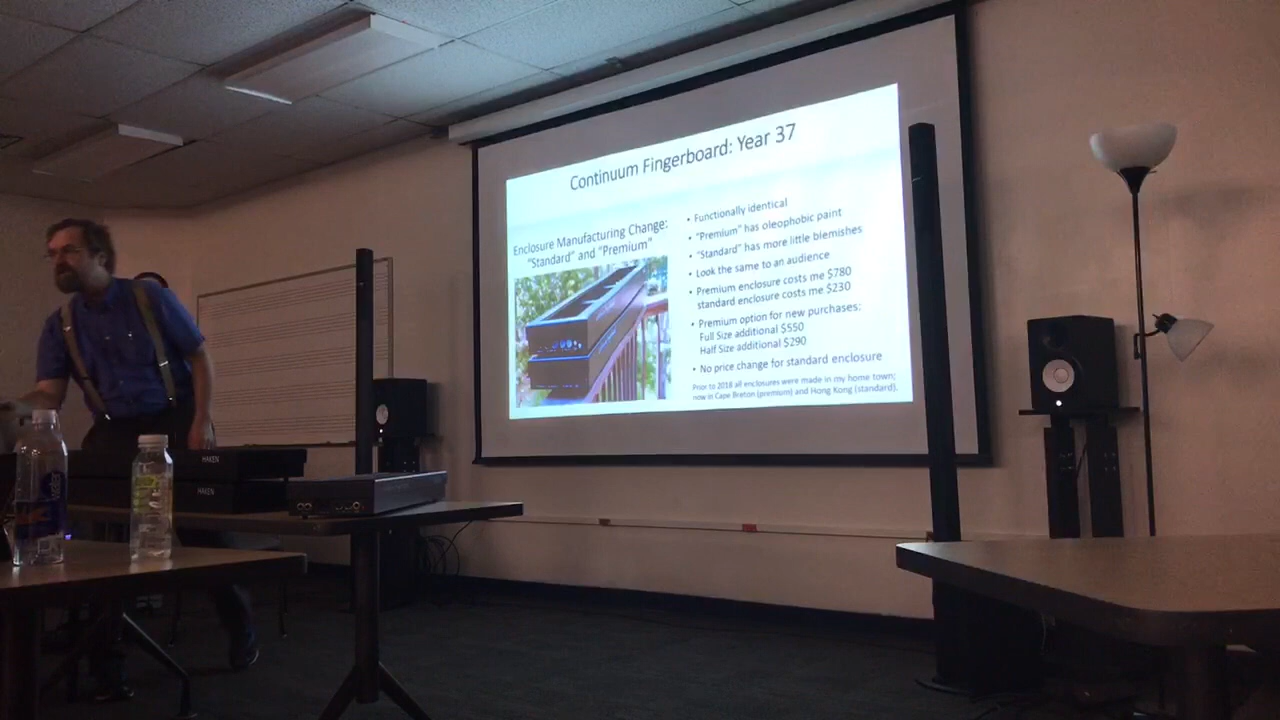 Continuum Fingerboard: Year 37
Enclosure Manufacturing Change:
"Standard" and "Premium"
• Functionally identical
• "Premium" has oleophobic paint
• "Standard" has more little blemishes
• Look the same to an audience
• Premium enclosure costs me $780
standard enclosure costs me $230
• Premium option for new purchases:
Full Size additional $550
Half Size additional $290
• No price change for standard enclosure
Prior to 2018 all enclosures were made in my home town;
now in Cape Breton (premium) and Hong Kong (standard).
HAKEN
HAKEN